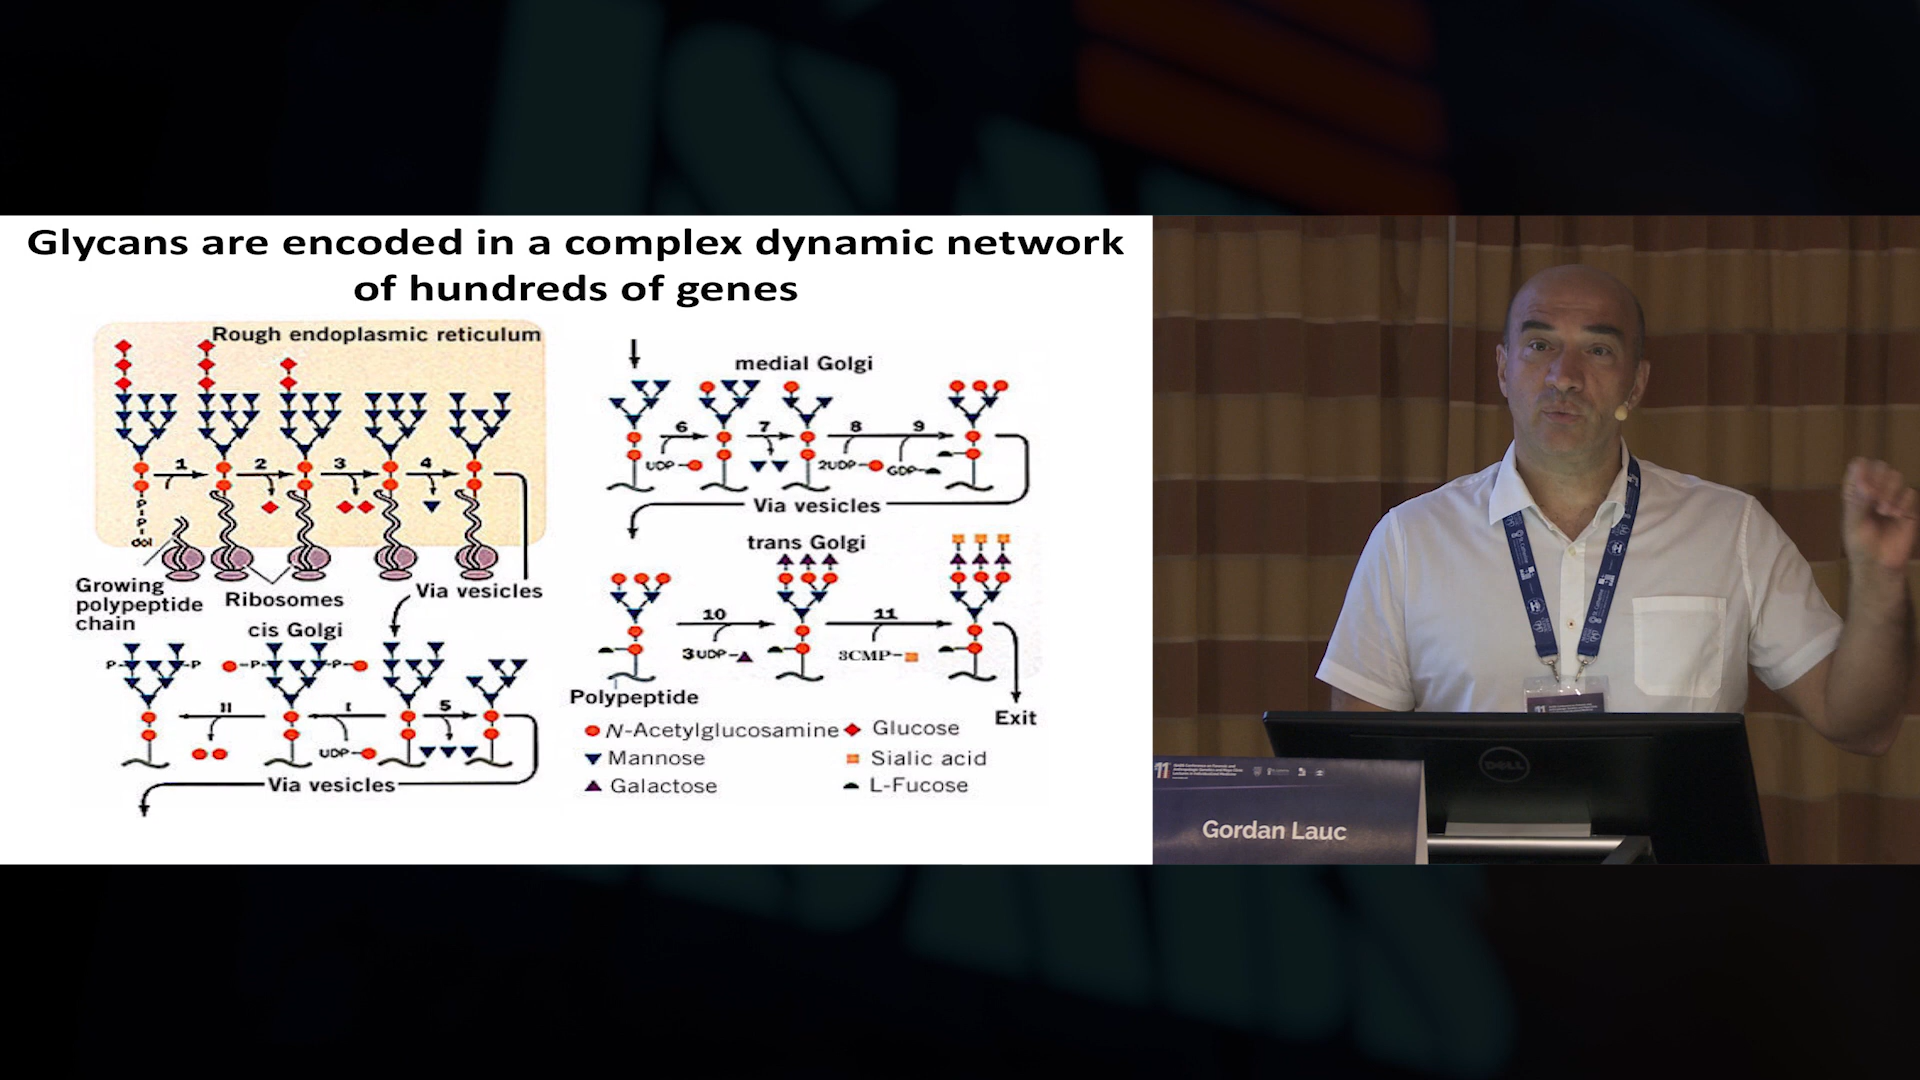 Glycans are encoded in a complex dynamic network
of hundreds of genes
Rough endoplasmic reticulum
1
2
3
4
P
P
dol
Growing
polypeptide
chain
Ribosomes
Via vesicles
cis Golgi
P
P
P
P
II
I
5
UDP
Via vesicles
medial Golgi
6
7
8
9
UDP
2UDP
GDP
Via vesicles
trans Golgi
10
11
3UDP
3CMP
Polypeptide
Exit
N-Acetylglucosamine
Glucose
Mannose
Sialic acid
Galactose
L-Fucose
DELL
11
Gordan Lauc